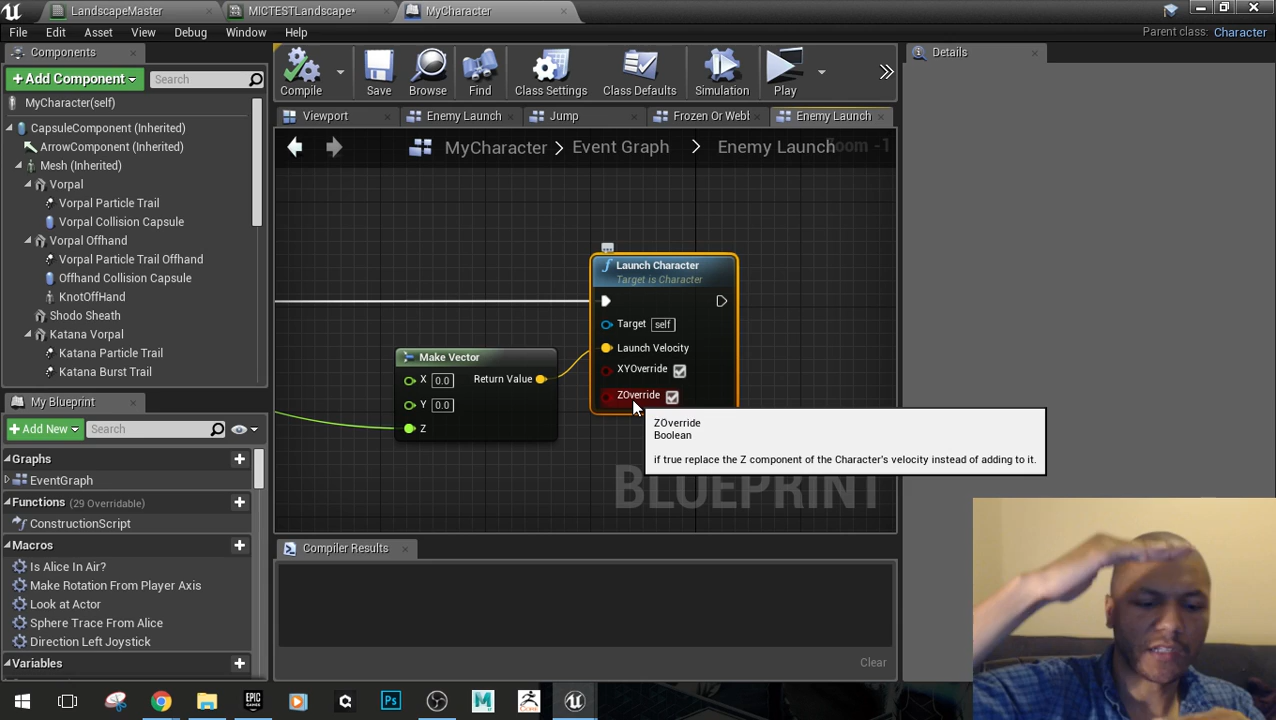 LandscapeMaster
MICTESTLandscape*
MyCharacter
File Edit Asset View Debug Window Help
Parent class: Character
Components
+Add Component
Search
MyCharacter(self)
CapsuleComponent (Inherited)
ArrowComponent (Inherited)
Mesh (Inherited)
Vorpal
Vorpal Particle Trail
Vorpal Collision Capsule
Vorpal Offhand
Vorpal Particle Trail Offhand
Offhand Collision Capsule
KnotOfHand
Shodo Sheath
Katana Vorpal
Katana Particle Trail
Katana Burst Trail
My Blueprint
+Add New
Search
Graphs
EventGraph
Functions (29 Overridable)
ConstructionScript
Macros
Is Alice In Air?
Make Rotation From Player Axis
Look at Actor
Sphere Trace From Alice
Direction Left Joystick
Variables
Compile
Save
Browse
Find
Class Settings
Class Defaults
Simulation
Play
Viewport
Enemy Launch
Jump
Frozen Or Webb
Enemy Launch
MyCharacter > Event Graph > Enemy Launch
Zoom -1
Launch Character
Target is Character
Target self
Launch Velocity
XYOverride
ZOverride
Make Vector
X 0.0 Return Value
Y 0.0
Z
ZOverride
Boolean
if true replace the Z component of the Character's velocity instead of adding to it.
BLUEPRINT
Compiler Results
Clear
Details
EPIC
GAMES
Ps
M
CORE